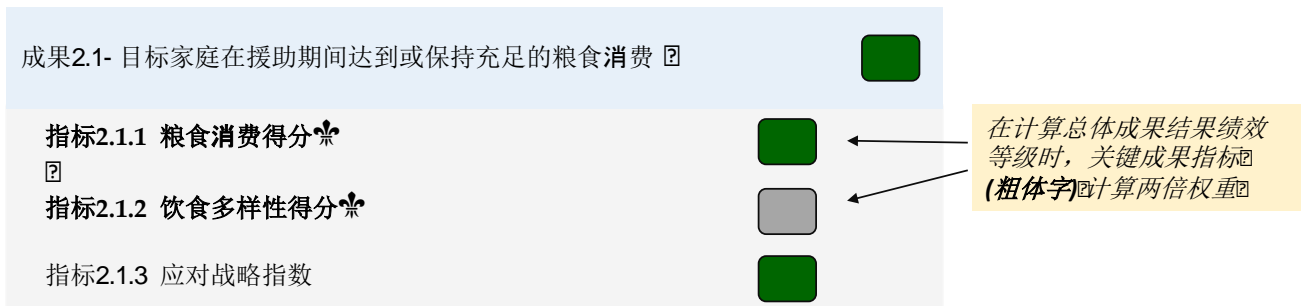 成果2.1- 目标家庭在援助期间达到或保持充足的粮食消费
指标2.1.1 粮食消费得分⚜
指标2.1.2 饮食多样性得分⚜
指标2.1.3 应对战略指数
在计算总体成果结果绩效
等级时，关键成果指标
(粗体字)计算两倍权重